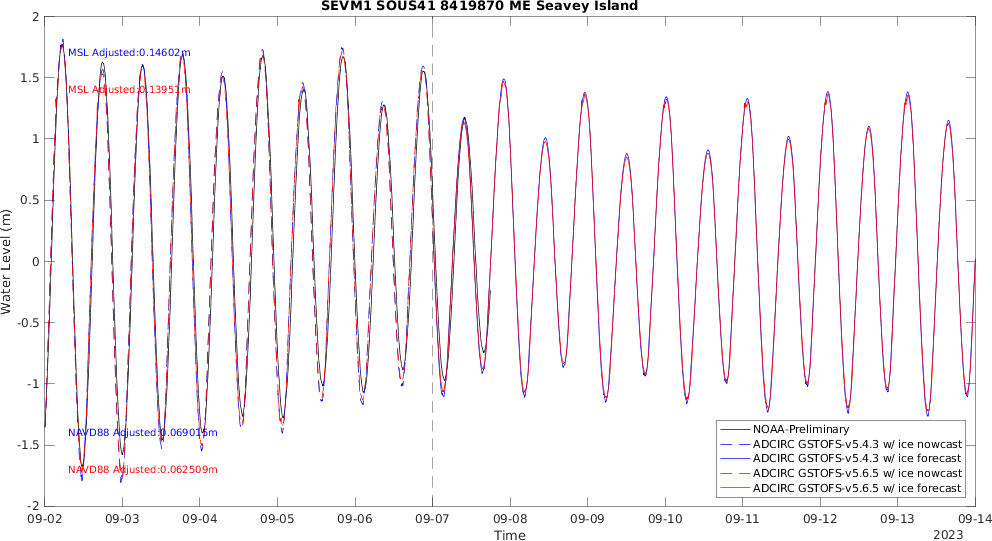 SEVM1 SOUS41 8419870 ME Seavey Island
2
1.5
1
0.5
0
-0.5
-1
-1.5
-2
Water Level (m)
MSL Adjusted:0.14602m
MSL Adjusted:0.13951m
NAVD88 Adjusted:0.069015m
NAVD88 Adjusted:0.062509m
NOAA-Preliminary
ADCIRC GSTOFS-v5.4.3 w/ ice nowcast
ADCIRC GSTOFS-v5.4.3 w/ ice forecast
ADCIRC GSTOFS-v5.6.5 w/ ice nowcast
ADCIRC GSTOFS-v5.6.5 w/ ice forecast
09-02 09-03 09-04 09-05 09-06 09-07 09-08 09-09 09-10 09-11 09-12 09-13 09-14
Time
2023